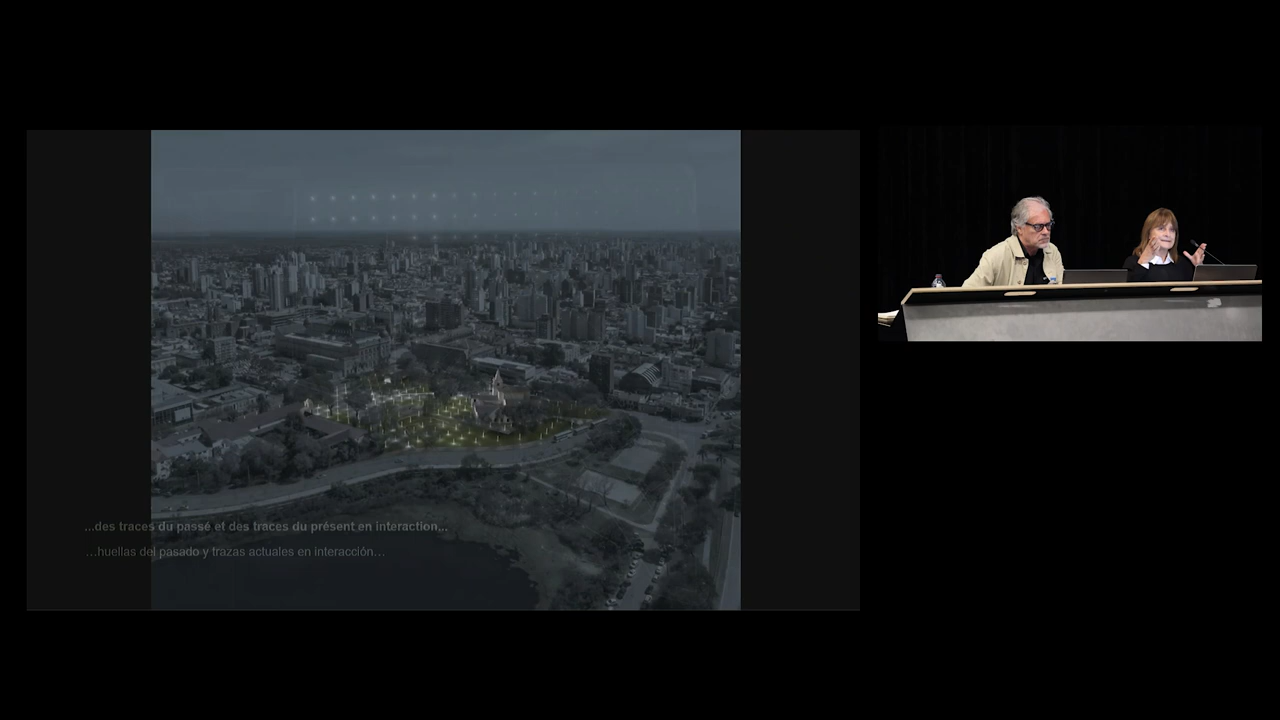 ...des traces du passé et des traces du présent en interaction...
...huellas del pasado y trazas actuales en interacción...